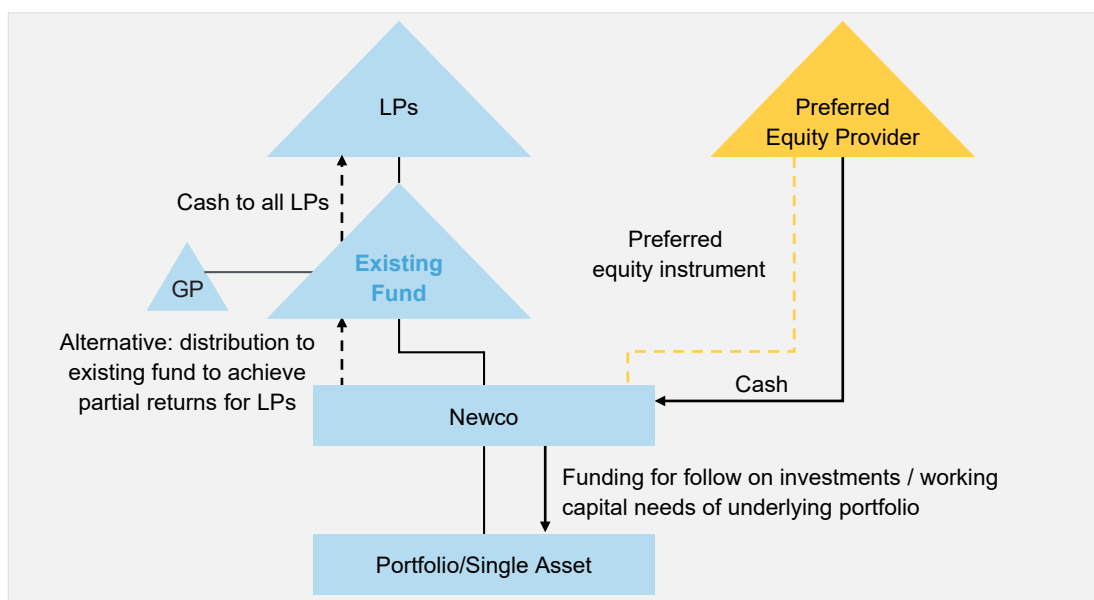 LPs
Preferred
Equity Provider
Cash to all LPs
Preferred
equity instrument
Existing
Fund
GP
Alternative: distribution to
existing fund to achieve
partial returns for LPs
Cash
Newco
Funding for follow on investments / working
capital needs of underlying portfolio
Portfolio/Single Asset